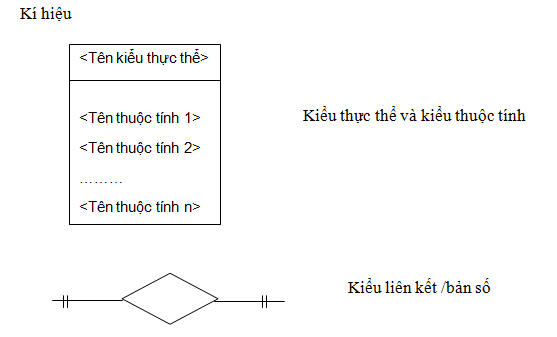 Kí hiệu
<Tên kiểu thực thể>
<Tên thuộc tính 1>
<Tên thuộc tính 2>
………
<Tên thuộc tính n>
Kiểu thực thể và kiểu thuộc tính
Kiểu liên kết /bản số